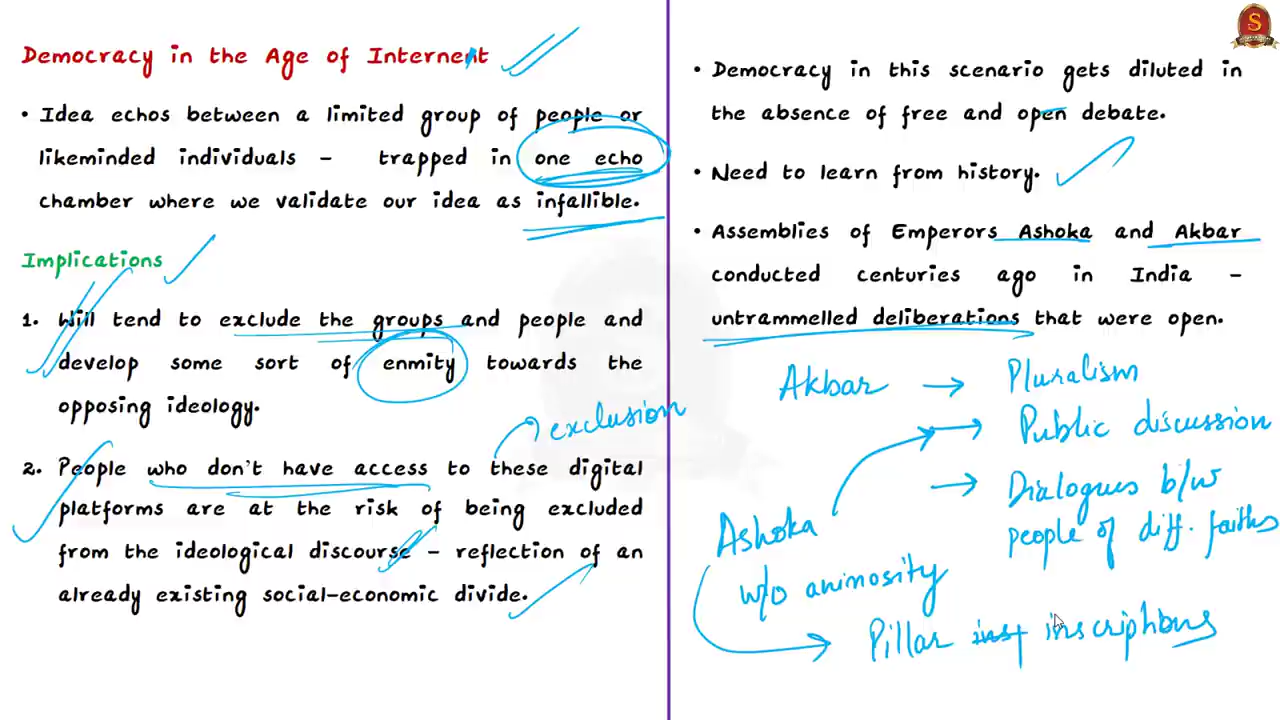 Democracy in the Age of Internent
• Idea echos between a limited group of people or
likeminded individuals – trapped in one echo
chamber where we validate our idea as infallible.
Implications
1. Will tend to exclude the groups and people and
develop some sort of enmity towards the
opposing ideology.
exclusion
2. People who don't have access to these digital
platforms are at the risk of being excluded
from the ideological discourse – reflection of an
already existing social-economic divide.
S
• Democracy in this scenario gets diluted in
the absence of free and open debate.
• Need to learn from history.
• Assemblies of Emperors Ashoka and Akbar
conducted centuries ago in India –
untrammelled deliberations that were open.
Akbar → Pluralism
→ Public discussion
→ Dialogues b/w
people of diff. faiths
Ashoka
w/o animosity
→ Pillar inscriptions